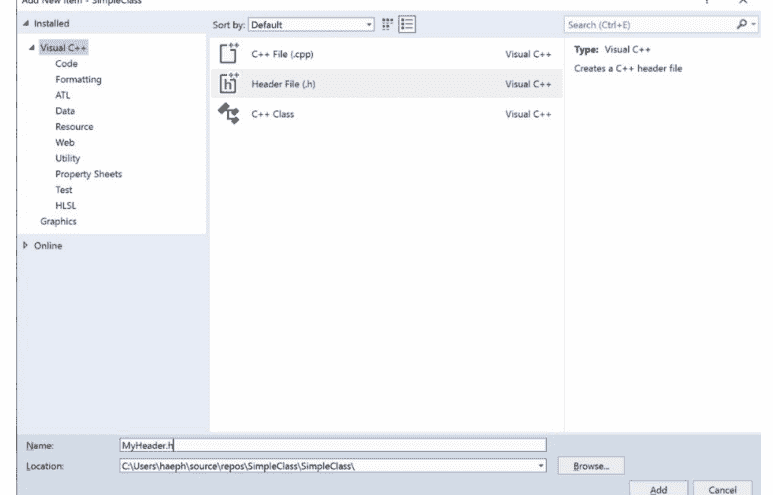 Add New Item - SimpleClass ? ×
Installed
Sort by: Default
Search (Ctrl+E)
Visual C++
Code
Formatting
ATL
Data
Resource
Web
Utility
Property Sheets
Test
HLSL
Graphics
Online
C++ File (.cpp) Visual C++
Header File (.h) Visual C++
C++ Class Visual C++
Type: Visual C++
Creates a C++ header file
Name: MyHeader.h
Location: C:\Users\haeph\source\repos\SimpleClass\SimpleClass\
Browse...
Add Cancel